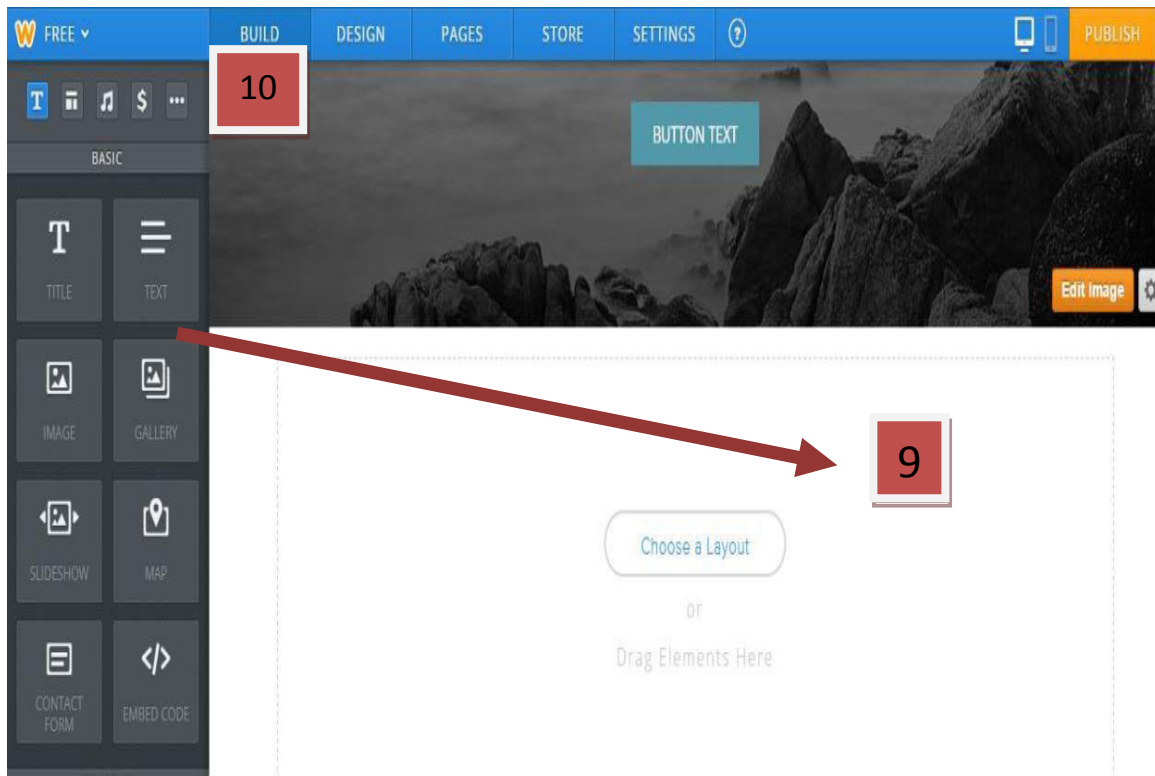 W FREE BUILD DESIGN PAGES STORE SETTINGS ? PUBLISH
T $
10
BUTTON TEXT
BASIC
T
TITLE TEXT
Edit Image
IMAGE GALLERY
9
Choose a Layout
SLIDESHOW MAP
or
Drag Elements Here
</>
CONTACT FORM EMBED CODE